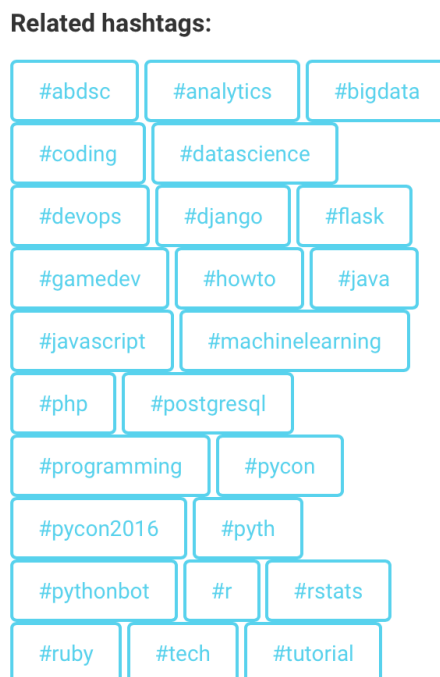 Related hashtags:
#abdsc #analytics #bigdata
#coding #datascience
#devops #django #flask
#gamedev #howto #java
#javascript #machinelearning
#php #postgresql
#programming #pycon
#pycon2016 #pyth
#pythonbot #r #rstats
#ruby #tech #tutorial